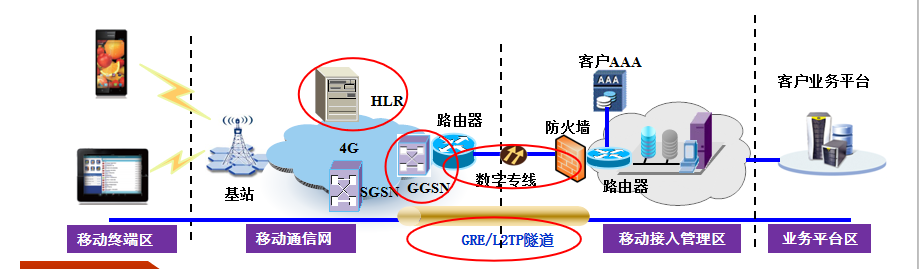 客户AAA
AAA
客户业务平台
HLR
路由器
防火墙
4G
SGSN
GGSN
数字专线
路由器
基站
GRE/L2TP隧道
移动终端区
移动通信网
移动接入管理区
业务平台区